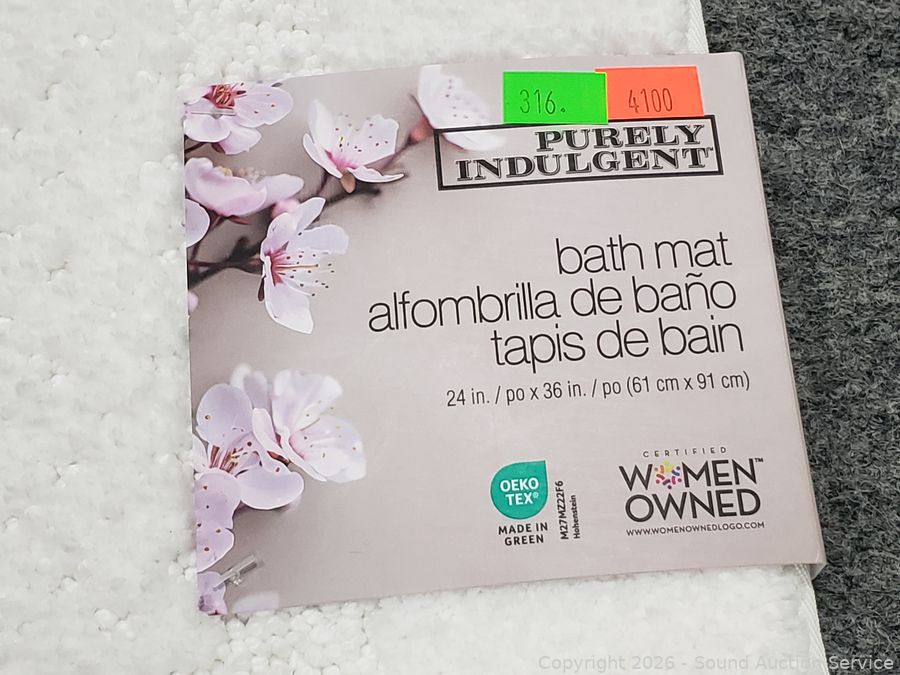 316.
4100
PURELY
INDULGENT™
bath mat
alfombrilla de baño
tapis de bain
24 in. / po x 36 in. / po (61 cm x 91 cm)
OEKO
TEX®
MADE IN
GREEN
M27MZ22F6
Hohenstein
CERTIFIED
WOMEN™
OWNED
WWW.WOMENOWNEDLOGO.COM
Copyright 2026 - Sound Auction Service